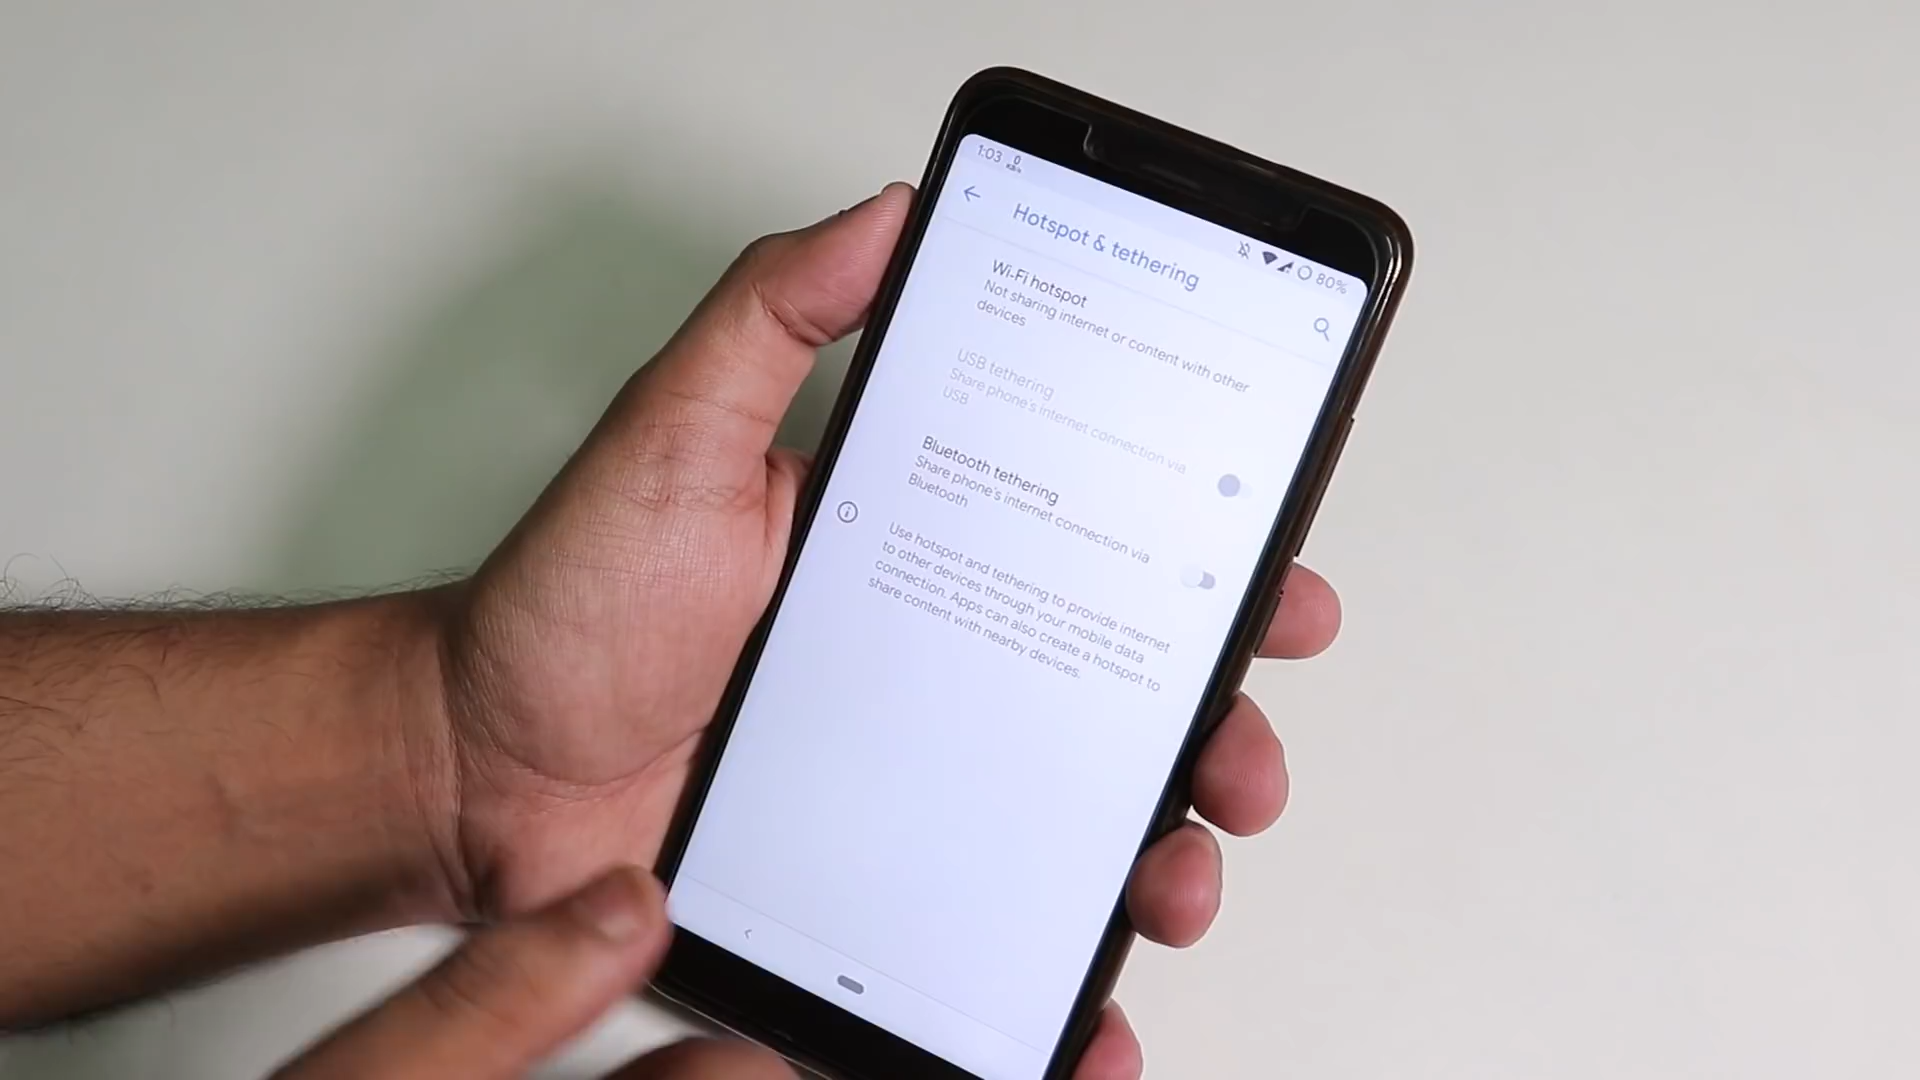 1:03 0 KB/s 80%
Hotspot & tethering
Wi-Fi hotspot
Not sharing internet or content with other
devices
USB tethering
Share phone's internet connection via
USB
Bluetooth tethering
Share phone's internet connection via
Bluetooth
Use hotspot and tethering to provide internet
to other devices through your mobile data
connection. Apps can also create a hotspot to
share content with nearby devices.